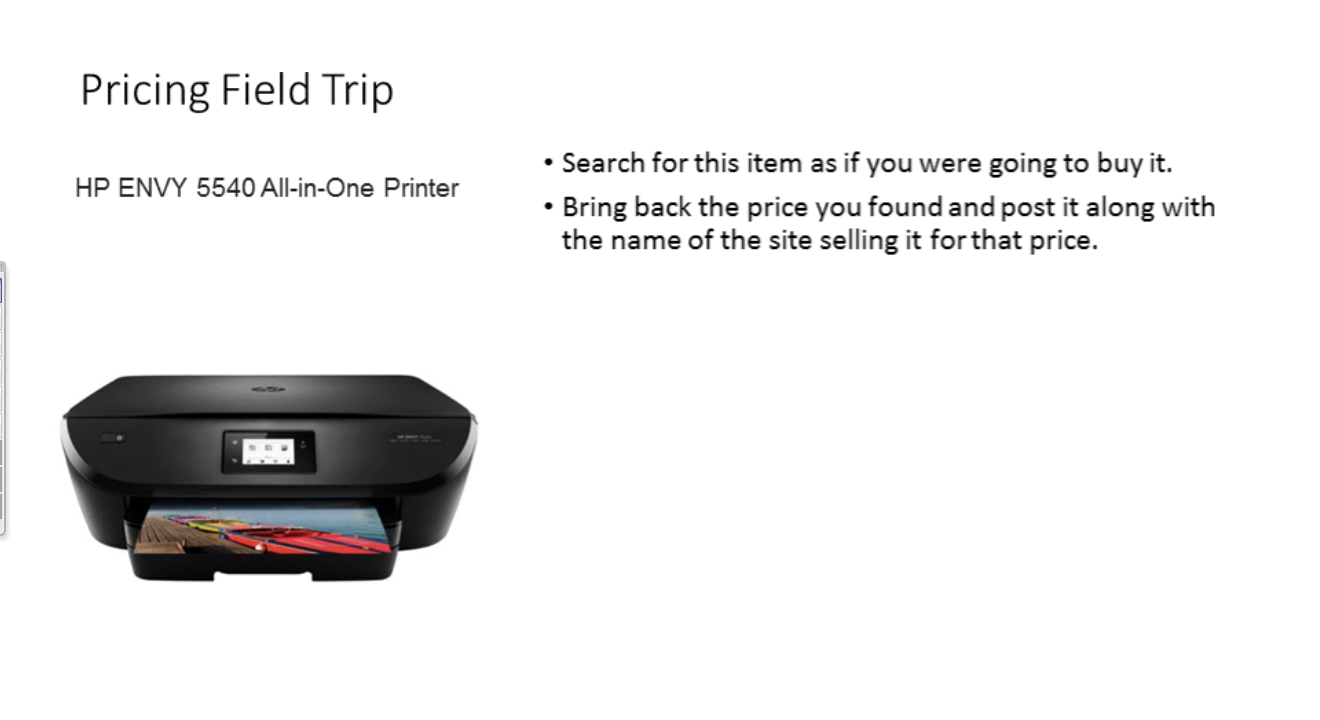 Pricing Field Trip
HP ENVY 5540 All-in-One Printer
• Search for this item as if you were going to buy it.
• Bring back the price you found and post it along with
the name of the site selling it for that price.